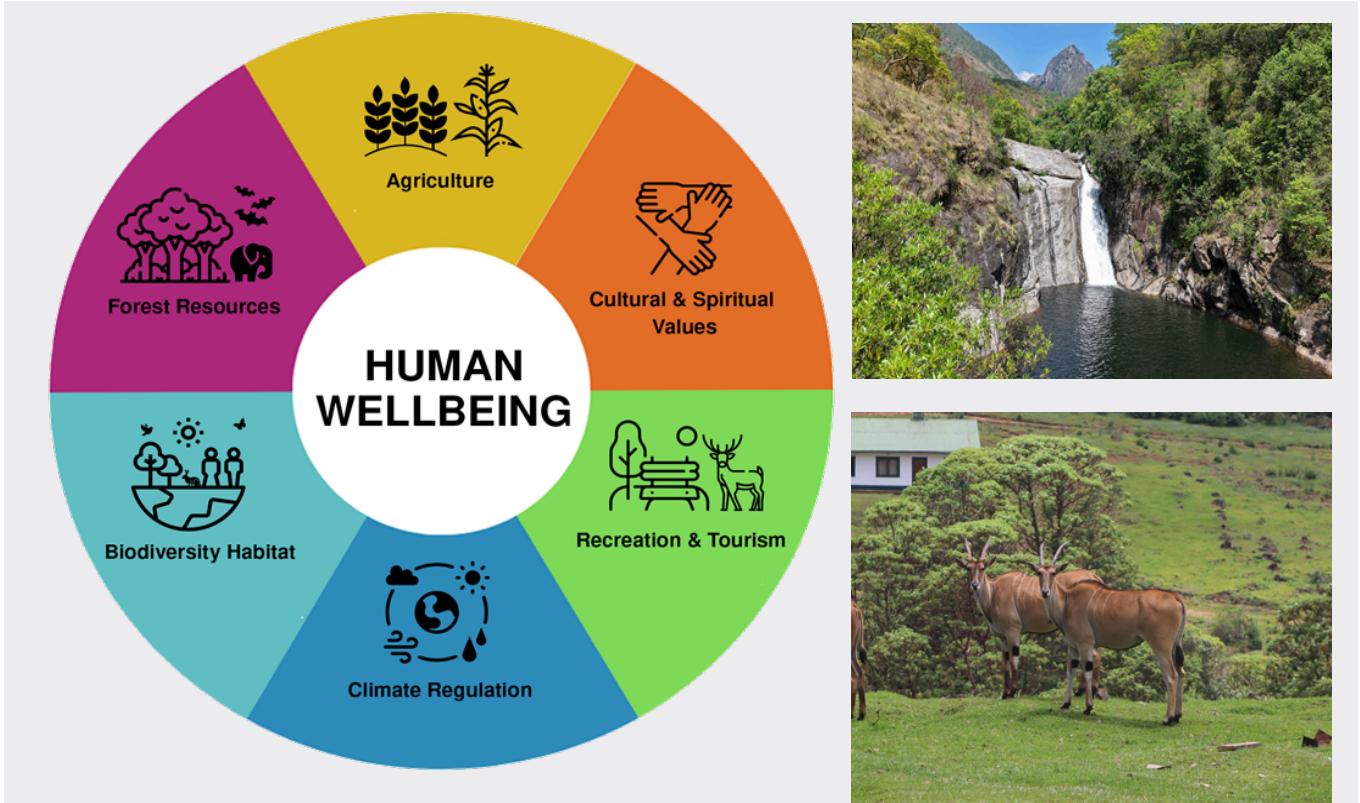 Agriculture
Cultural & Spiritual
Values
Recreation & Tourism
Climate Regulation
Biodiversity Habitat
Forest Resources
HUMAN
WELLBEING